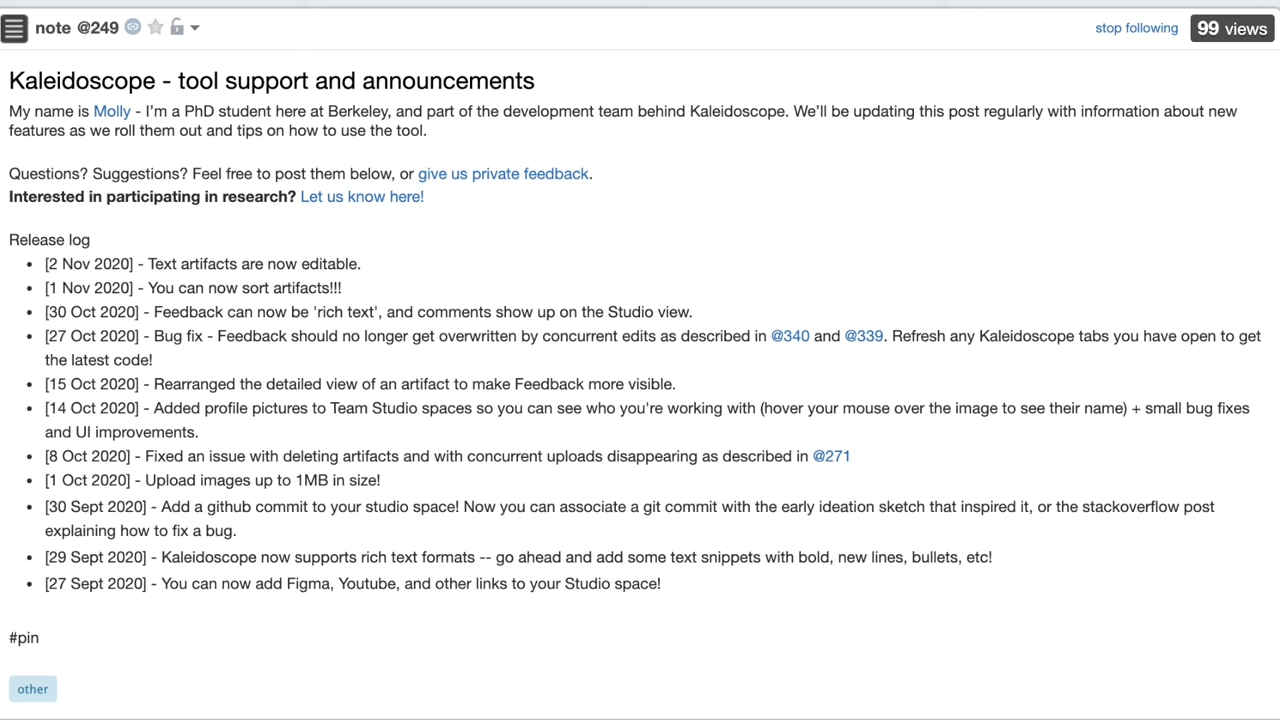 note @249
stop following
99 views
Kaleidoscope - tool support and announcements
My name is Molly - I’m a PhD student here at Berkeley, and part of the development team behind Kaleidoscope. We’ll be updating this post regularly with information about new
features as we roll them out and tips on how to use the tool.
Questions? Suggestions? Feel free to post them below, or give us private feedback.
Interested in participating in research? Let us know here!
Release log
• [2 Nov 2020] - Text artifacts are now editable.
• [1 Nov 2020] - You can now sort artifacts!!!
• [30 Oct 2020] - Feedback can now be 'rich text', and comments show up on the Studio view.
• [27 Oct 2020] - Bug fix - Feedback should no longer get overwritten by concurrent edits as described in @340 and @339. Refresh any Kaleidoscope tabs you have open to get
the latest code!
• [15 Oct 2020] - Rearranged the detailed view of an artifact to make Feedback more visible.
• [14 Oct 2020] - Added profile pictures to Team Studio spaces so you can see who you're working with (hover your mouse over the image to see their name) + small bug fixes
and UI improvements.
• [8 Oct 2020] - Fixed an issue with deleting artifacts and with concurrent uploads disappearing as described in @271
• [1 Oct 2020] - Upload images up to 1MB in size!
• [30 Sept 2020] - Add a github commit to your studio space! Now you can associate a git commit with the early ideation sketch that inspired it, or the stackoverflow post
explaining how to fix a bug.
• [29 Sept 2020] - Kaleidoscope now supports rich text formats -- go ahead and add some text snippets with bold, new lines, bullets, etc!
• [27 Sept 2020] - You can now add Figma, Youtube, and other links to your Studio space!
#pin
other